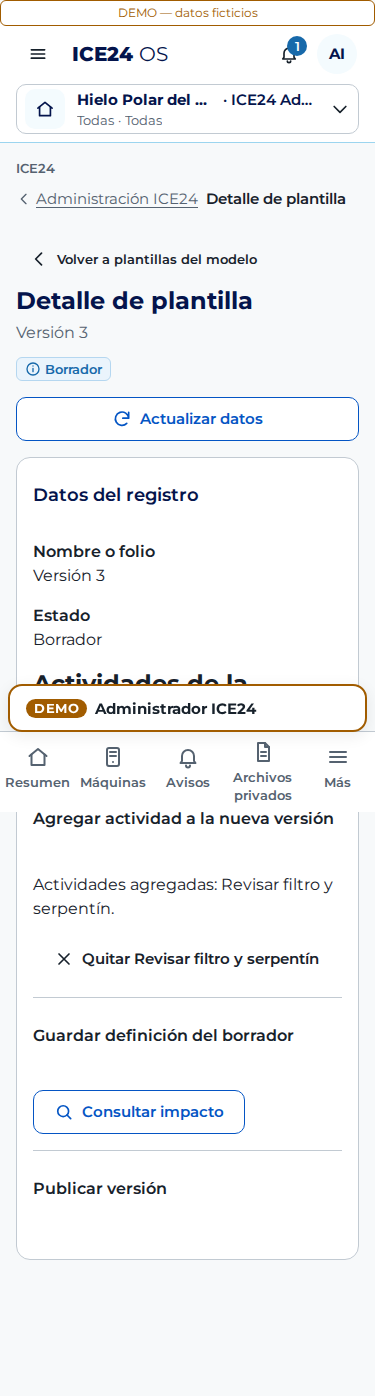 DEMO — datos ficticios
ICE24 OS
1
AI
Hielo Polar del ... · ICE24 Ad...
Todas · Todas
ICE24
Administración ICE24 Detalle de plantilla
Volver a plantillas del modelo
Detalle de plantilla
Versión 3
Borrador
Actualizar datos
Datos del registro
Nombre o folio
Versión 3
Estado
Borrador
Actividades de la
DEMO Administrador ICE24
Resumen
Máquinas
Avisos
Archivos privados
Más
Agregar actividad a la nueva versión
Actividades agregadas: Revisar filtro y
serpentín.
Quitar Revisar filtro y serpentín
Guardar definición del borrador
Consultar impacto
Publicar versión